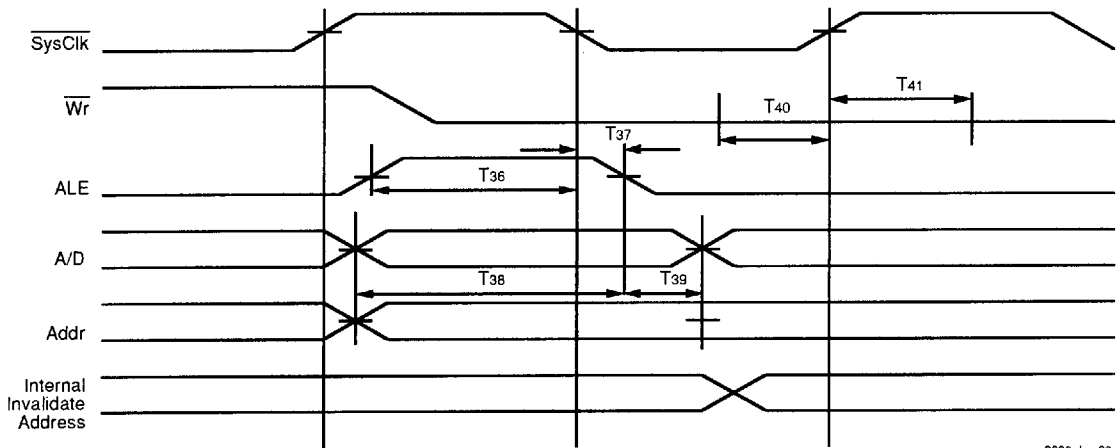 SysClk
Wr
T40
T41
T37
ALE
T36
A/D
T38
T39
Addr
Internal
Invalidate
Address